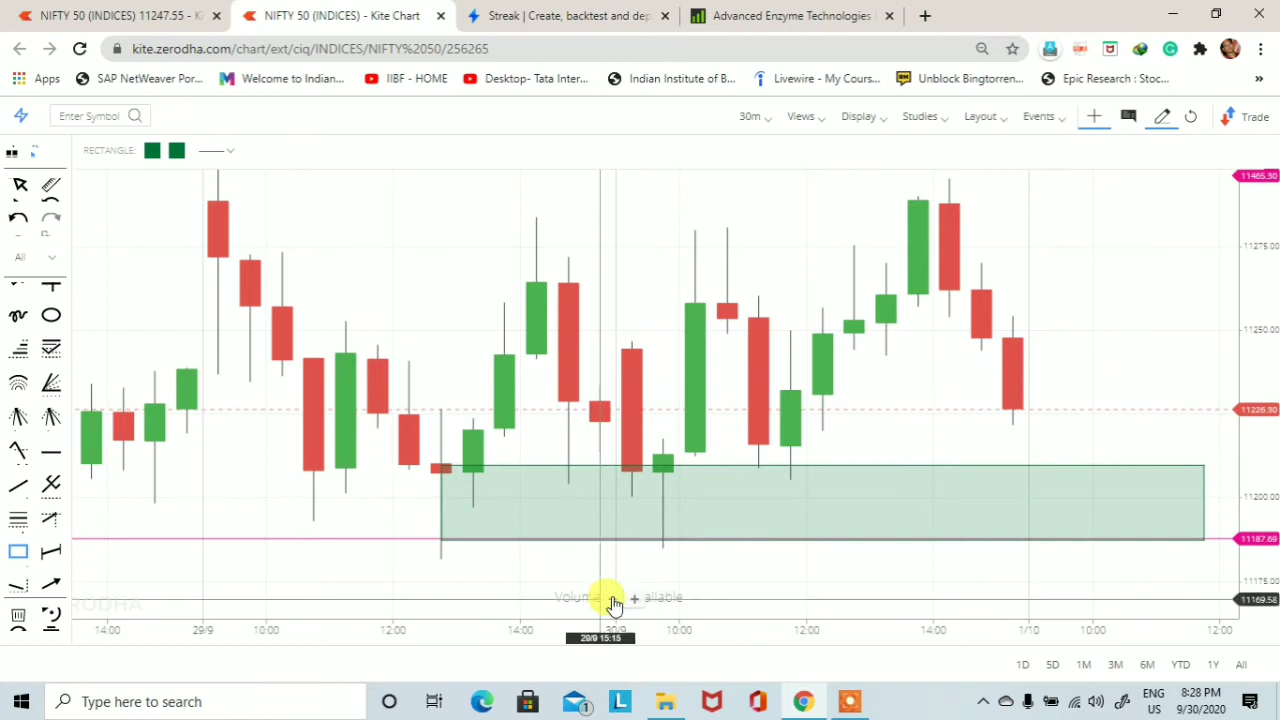 NIFTY 50 (INDICES) 11247.55 - K
NIFTY 50 (INDICES) - Kite Chart
Streak | Create, backtest and dep
Advanced Enzyme Technologies
kite.zerodha.com/chart/ext/ciq/INDICES/NIFTY%2050/256265
Apps
SAP NetWeaver Por...
Welcome to Indian...
IIBF - HOME
Desktop- Tata Inter...
Indian Institute of B...
Livewire - My Cours...
Unblock Bingtorren...
Epic Research : Stoc...
»
Enter Symbol
30m
Views
Display
Studies
Layout
Events
Trade
RECTANGLE:
All
11465.30
11275.00
11250.00
11226.30
11200.00
11187.69
11175.00
11169.58
Volum
ailable
RODHA
14:00
29/9
10:00
12:00
14:00
30/9
10:00
12:00
14:00
1/10
10:00
12:00
29/9 15:15
1D
5D
1M
3M
6M
YTD
1Y
All
Type here to search
1
L
ENG
US
8:28 PM
9/30/2020